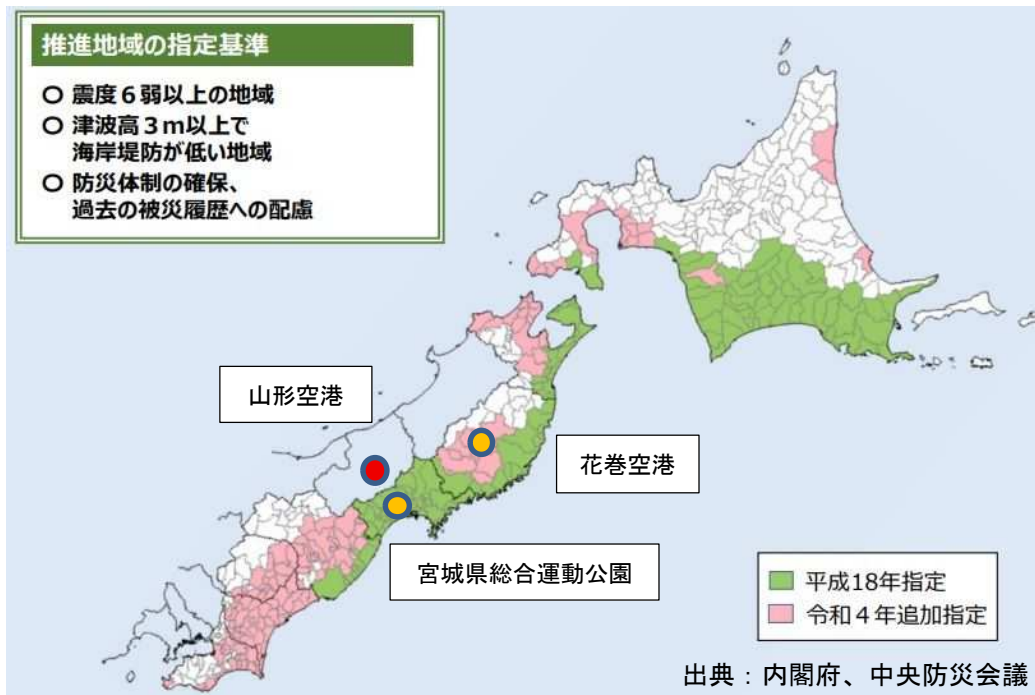 推進地域の指定基準
○ 震度６弱以上の地域
○ 津波高３ｍ以上で
海岸堤防が低い地域
○ 防災体制の確保、
過去の被災履歴への配慮
山形空港
花巻空港
宮城県総合運動公園
平成18年指定
令和４年追加指定
出典：内閣府、中央防災会議